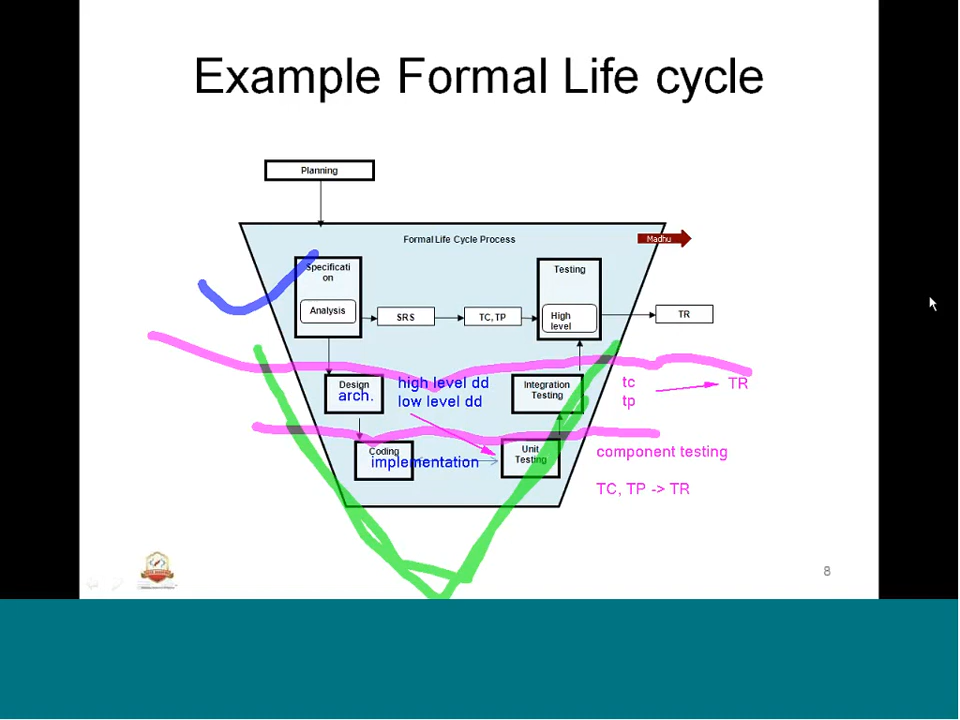 Example Formal Life cycle
Planning
Formal Life Cycle Process
Madhu
Specificati
on
Analysis
SRS
TC, TP
Testing
High
level
TR
Design
arch.
high level dd
low level dd
Integration
Testing
tc
tp
TR
Coding
implementation
Unit
Testing
component testing
TC, TP -> TR
8